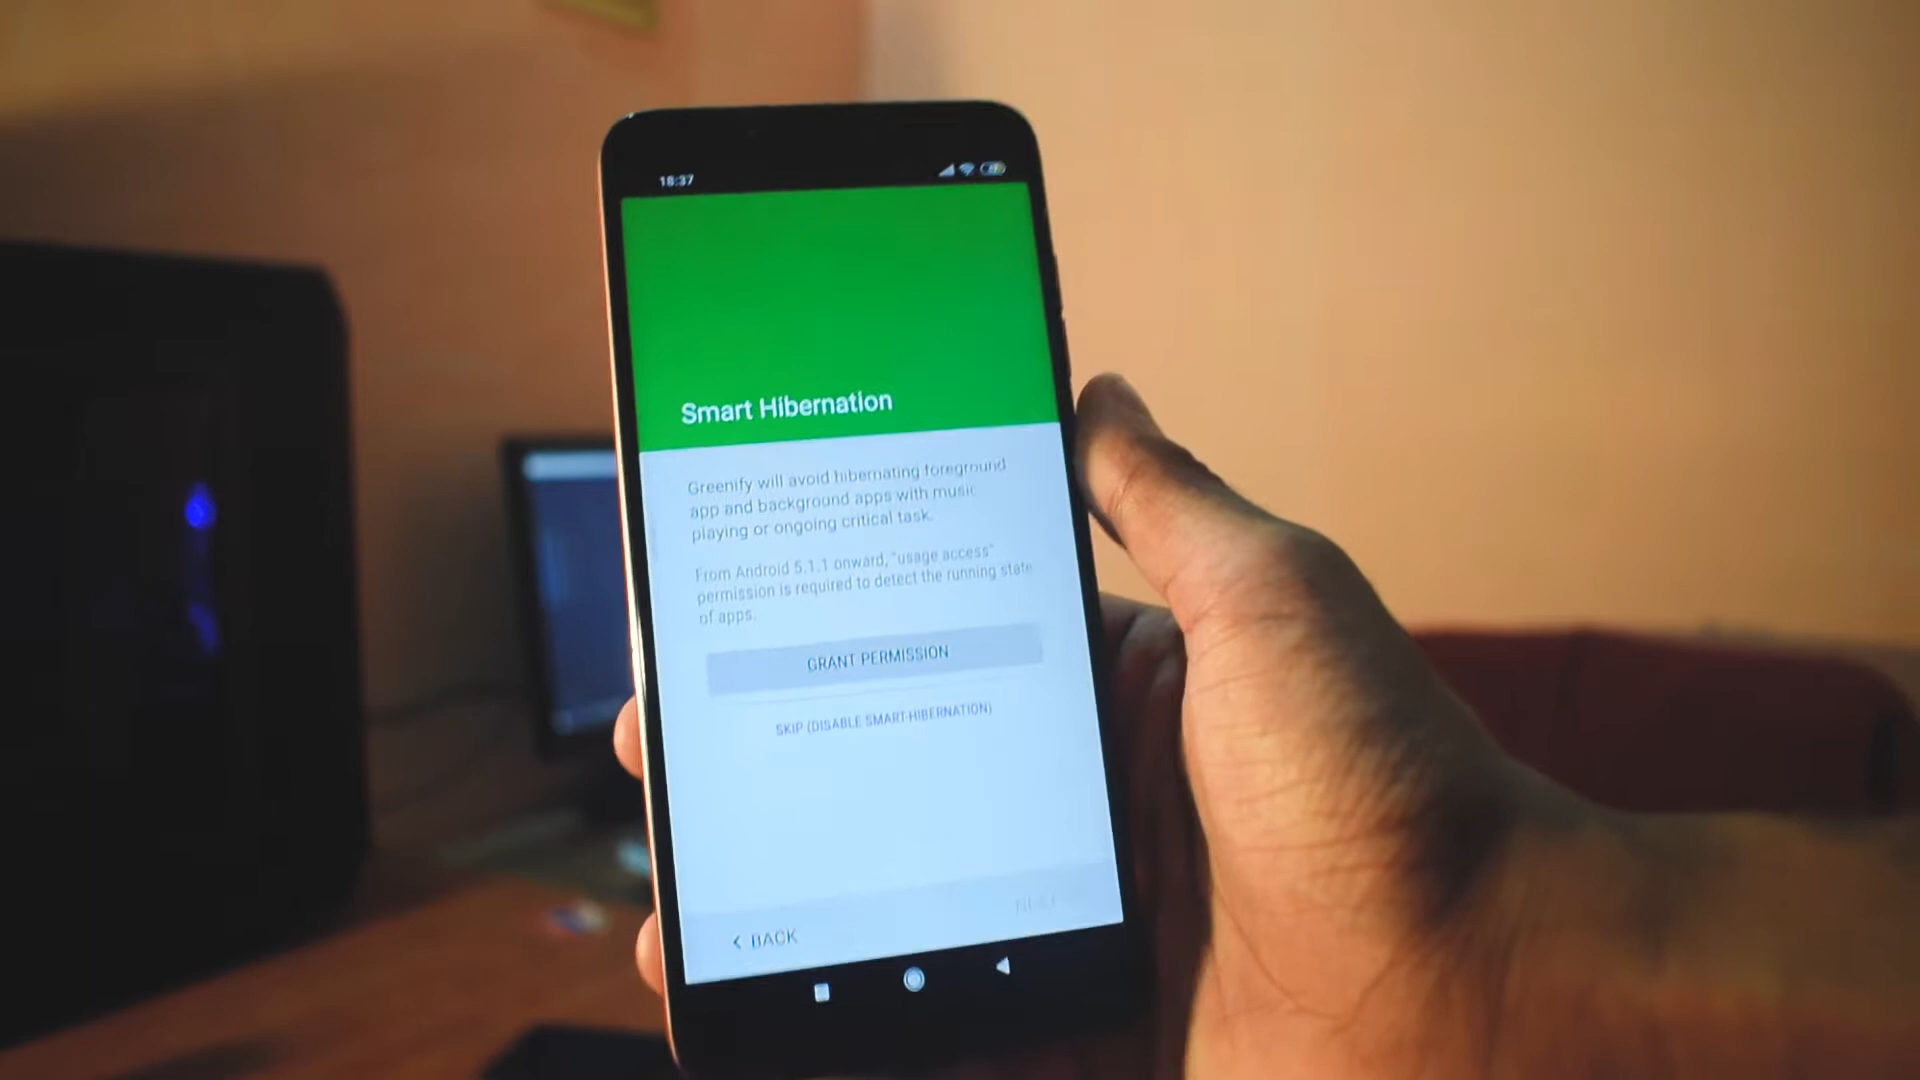 18:37
Smart Hibernation
Greenify will avoid hibernating foreground
app and background apps with music
playing or ongoing critical task.
From Android 5.1.1 onward, "usage access"
permission is required to detect the running state
of apps.
GRANT PERMISSION
SKIP (DISABLE SMART-HIBERNATION)
NEXT
< BACK